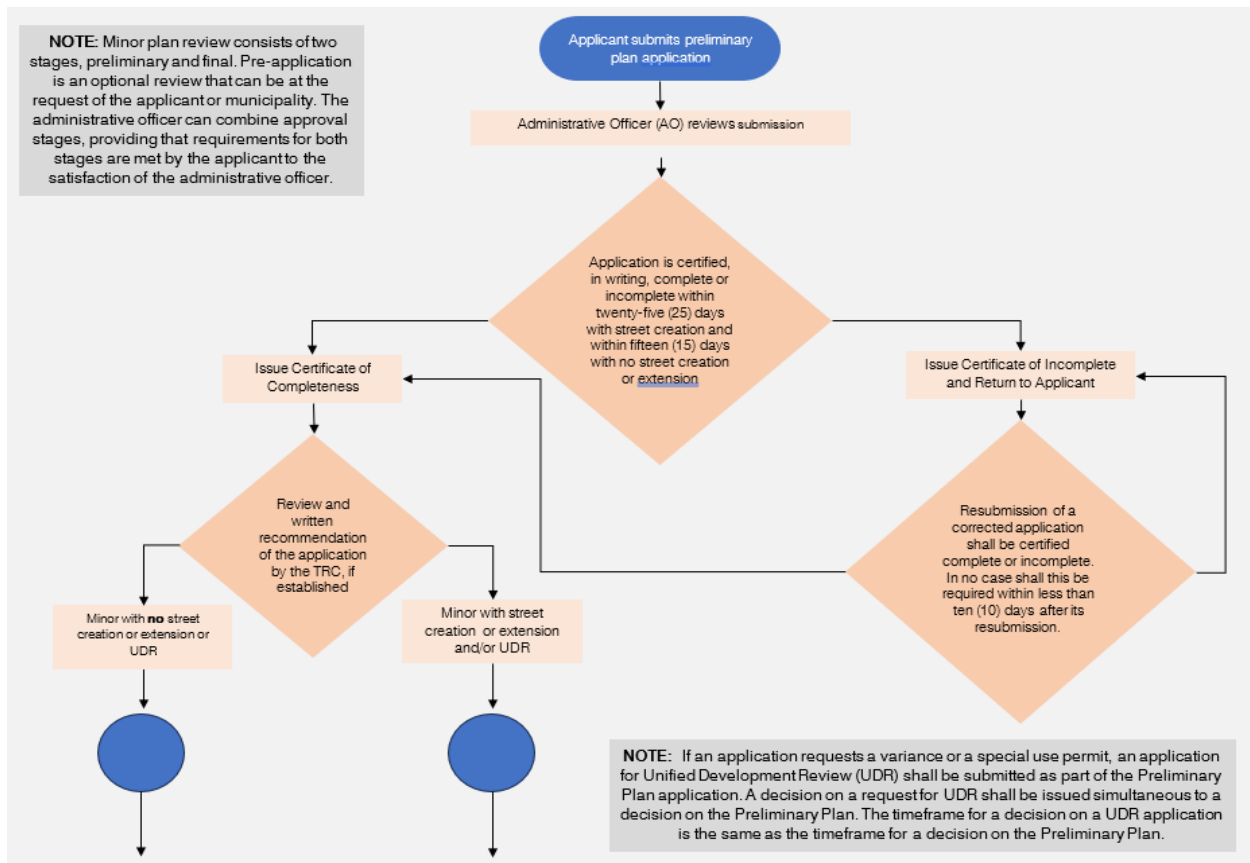 NOTE: Minor plan review consists of two
stages, preliminary and final. Pre-application
is an optional review that can be at the
request of the applicant or municipality. The
administrative officer can combine approval
stages, providing that requirements for both
stages are met by the applicant to the
satisfaction of the administrative officer.
Applicant submits preliminary
plan application
Administrative Officer (AO) reviews submission
Application is certified,
in writing, complete or
incomplete within
twenty-five (25) days
with street creation and
within fifteen (15) days
with no street creation
or extension
Issue Certificate of
Completeness
Issue Certificate of Incomplete
and Return to Applicant
Review and
written
recommendation
of the application
by the TRC, if
established
Resubmission of a
corrected application
shall be certified
complete or incomplete.
In no case shall this be
required within less than
ten (10) days after its
resubmission.
Minor with no street
creation or extension or
UDR
Minor with street
creation or extension
and/or UDR
NOTE: If an application requests a variance or a special use permit, an application
for Unified Development Review (UDR) shall be submitted as part of the Preliminary
Plan application. A decision on a request for UDR shall be issued simultaneous to a
decision on the Preliminary Plan. The timeframe for a decision on a UDR application
is the same as the timeframe for a decision on the Preliminary Plan.